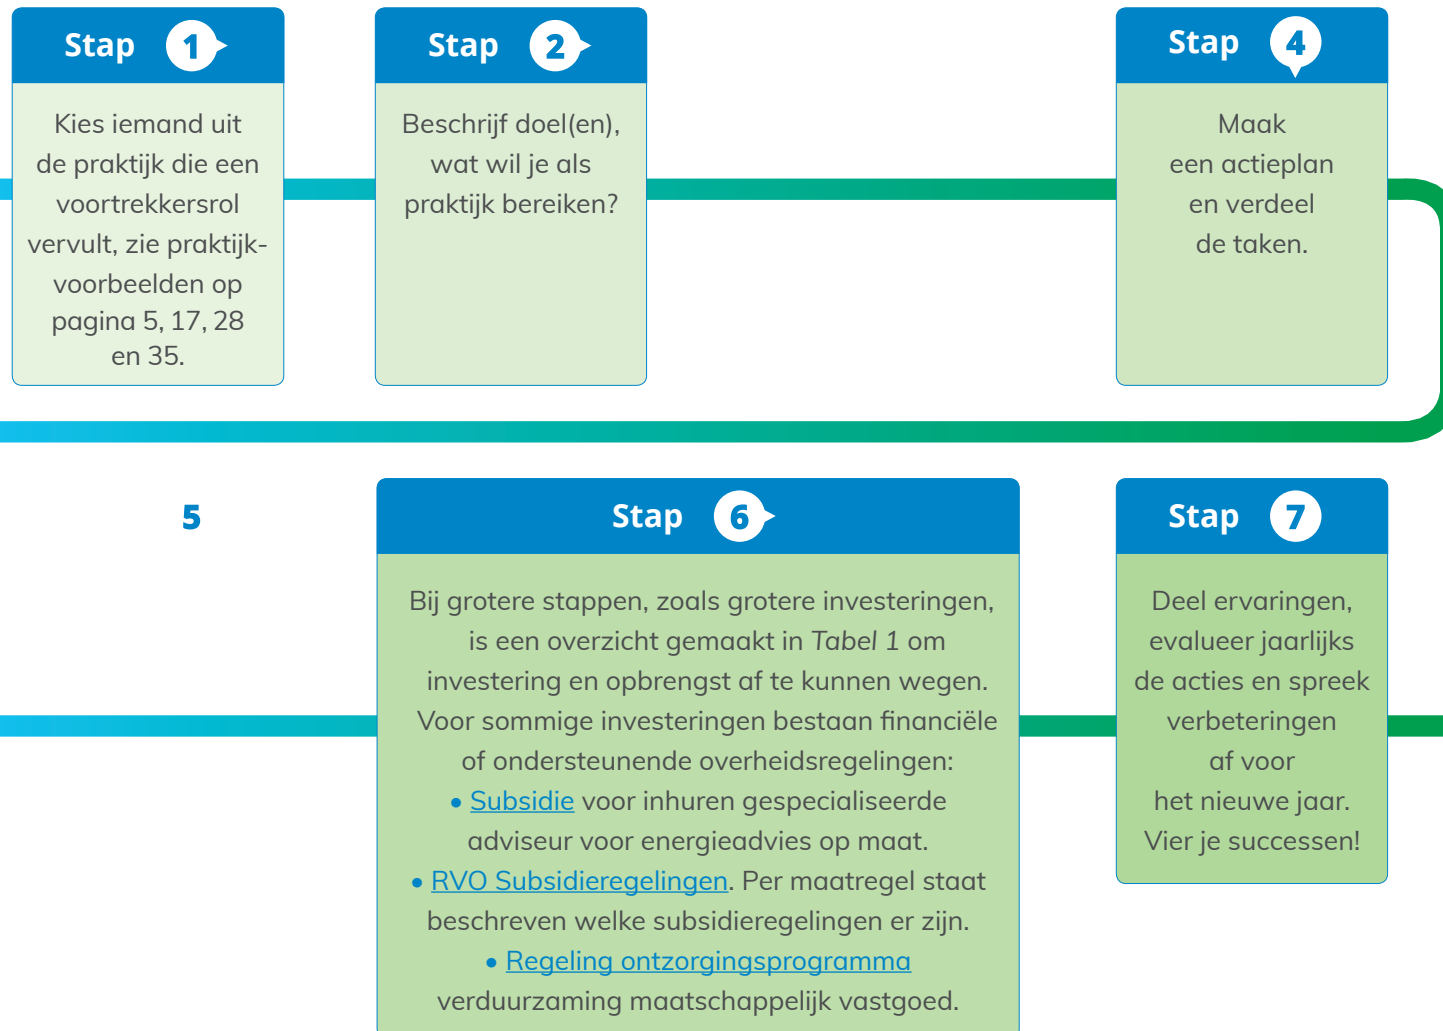 Stap 1
Kies iemand uit
de praktijk die een
voortrekkersrol
vervult, zie praktijk-
voorbeelden op
pagina 5, 17, 28
en 35.
Stap 2
Beschrijf doel(en),
wat wil je als
praktijk bereiken?
Stap 4
Maak
een actieplan
en verdeel
de taken.
5
Stap 6
Bij grotere stappen, zoals grotere investeringen,
is een overzicht gemaakt in Tabel 1 om
investering en opbrengst af te kunnen wegen.
Voor sommige investeringen bestaan financiële
of ondersteunende overheidsregelingen:
• Subsidie voor inhuren gespecialiseerde
adviseur voor energieadvies op maat.
• RVO Subsidieregelingen. Per maatregel staat
beschreven welke subsidieregelingen er zijn.
• Regeling ontzorgingsprogramma
verduurzaming maatschappelijk vastgoed.
Stap 7
Deel ervaringen,
evalueer jaarlijks
de acties en spreek
verbeteringen
af voor
het nieuwe jaar.
Vier je successen!